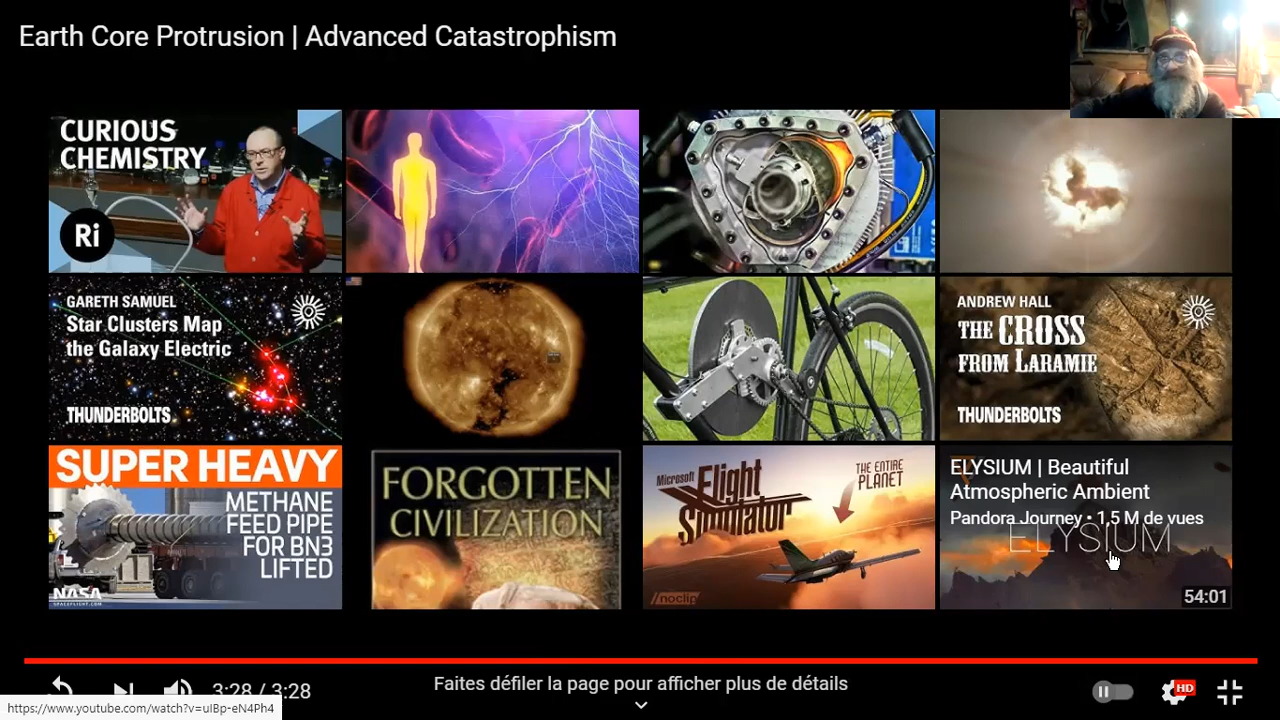 Earth Core Protrusion | Advanced Catastrophism
CURIOUS
CHEMISTRY
Ri
GARETH SAMUEL
Star Clusters Map
the Galaxy Electric
THUNDERBOLTS
ANDREW HALL
THE CROSS
FROM LARAMIE
THUNDERBOLTS
SUPER HEAVY
METHANE
FEED PIPE
FOR BN3
LIFTED
NASA
SPACEFLIGHT.COM
FORGOTTEN
CIVILIZATION
Microsoft
Flight
Simulator
THE ENTIRE
PLANET
/noclip
ELYSIUM | Beautiful
Atmospheric Ambient
Pandora Journey • 1,5 M de vues
ELYSIUM
54:01
3:28 / 3:28
Faites défiler la page pour afficher plus de détails
HD
https://www.youtube.com/watch?v=uIBp-eN4Ph4